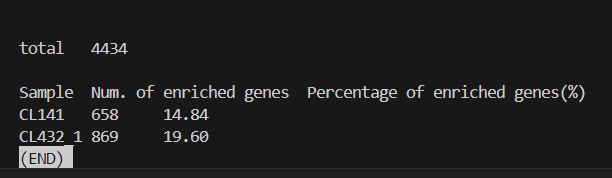 total 4434
Sample Num. of enriched genes Percentage of enriched genes(%)
CL141 658 14.84
CL432_1 869 19.60
(END)